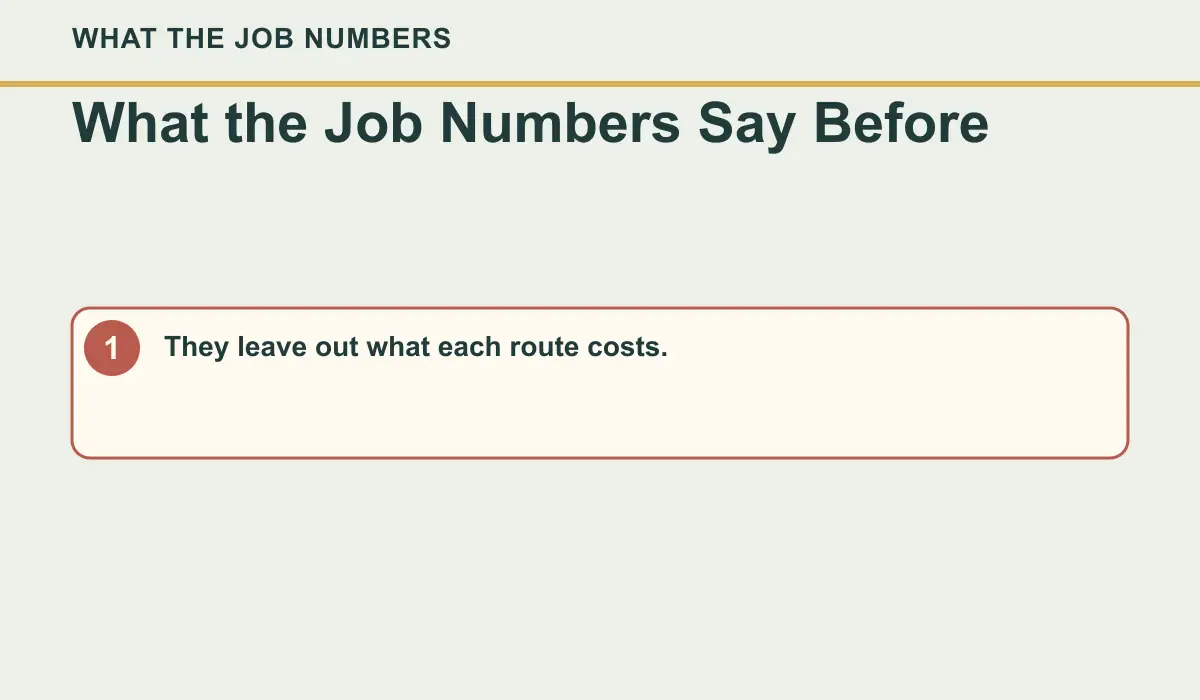 WHAT THE JOB NUMBERS
What the Job Numbers Say Before
1
They leave out what each route costs.